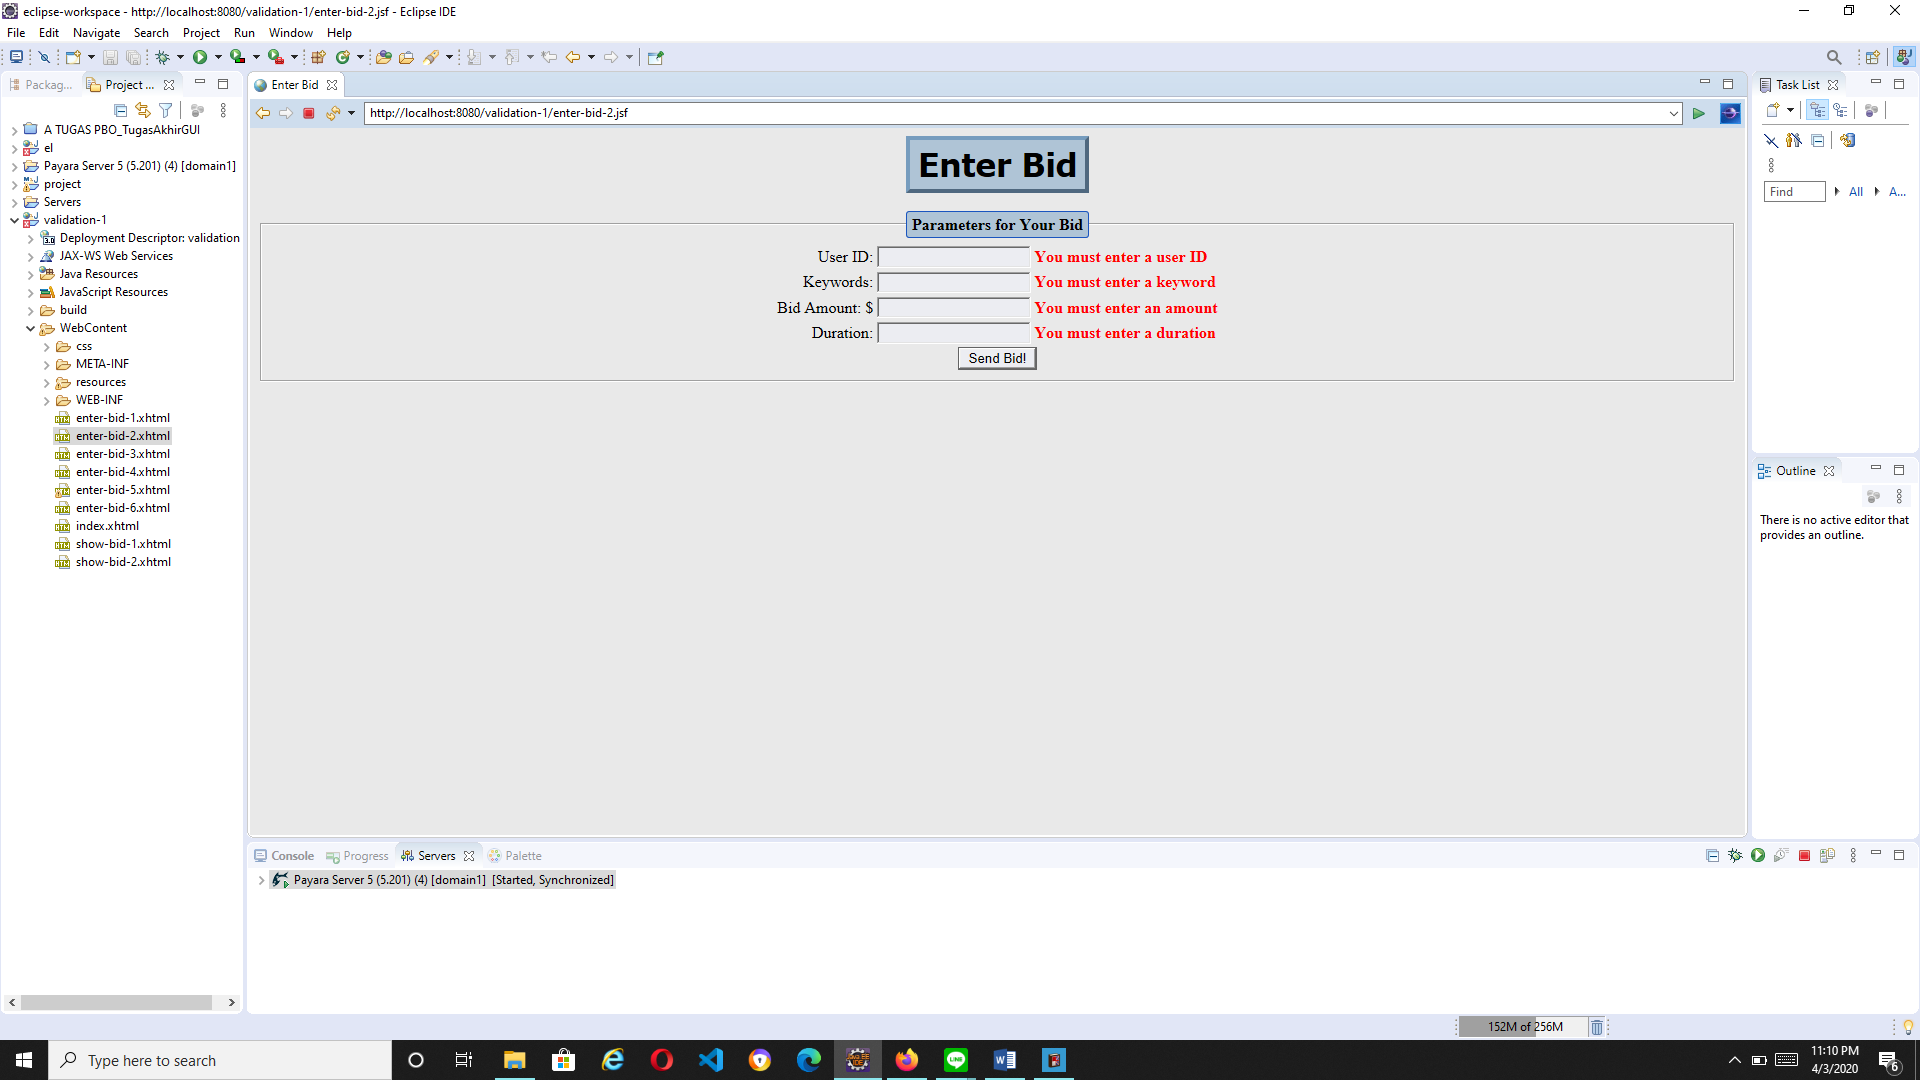 eclipse-workspace - http://localhost:8080/validation-1/enter-bid-2.jsf - Eclipse IDE
File Edit Navigate Search Project Run Window Help
Packag... Project ...
A TUGAS PBO_TugasAkhirGUI
el
Payara Server 5 (5.201) (4) [domain1]
project
Servers
validation-1
Deployment Descriptor: validation
JAX-WS Web Services
Java Resources
JavaScript Resources
build
WebContent
css
META-INF
resources
WEB-INF
enter-bid-1.xhtml
enter-bid-2.xhtml
enter-bid-3.xhtml
enter-bid-4.xhtml
enter-bid-5.xhtml
enter-bid-6.xhtml
index.xhtml
show-bid-1.xhtml
show-bid-2.xhtml
Enter Bid
http://localhost:8080/validation-1/enter-bid-2.jsf
Enter Bid
Parameters for Your Bid
User ID: You must enter a user ID
Keywords: You must enter a keyword
Bid Amount: $ You must enter an amount
Duration: You must enter a duration
Send Bid!
Task List
Find All A...
Outline
There is no active editor that
provides an outline.
Console Progress Servers Palette
Payara Server 5 (5.201) (4) [domain1] [Started, Synchronized]
152M of 256M
Type here to search
11:10 PM
4/3/2020
6